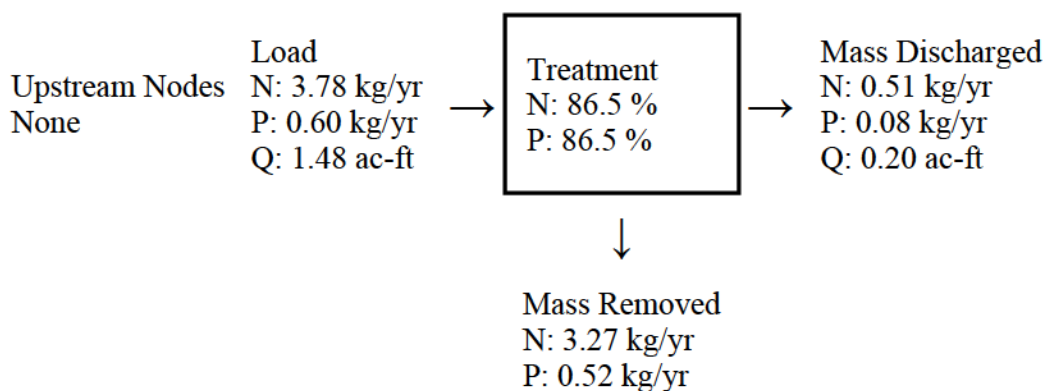 Upstream Nodes
None
Load
N: 3.78 kg/yr
P: 0.60 kg/yr
Q: 1.48 ac-ft
→
Treatment
N: 86.5 %
P: 86.5 %
→
Mass Discharged
N: 0.51 kg/yr
P: 0.08 kg/yr
Q: 0.20 ac-ft
↓
Mass Removed
N: 3.27 kg/yr
P: 0.52 kg/yr